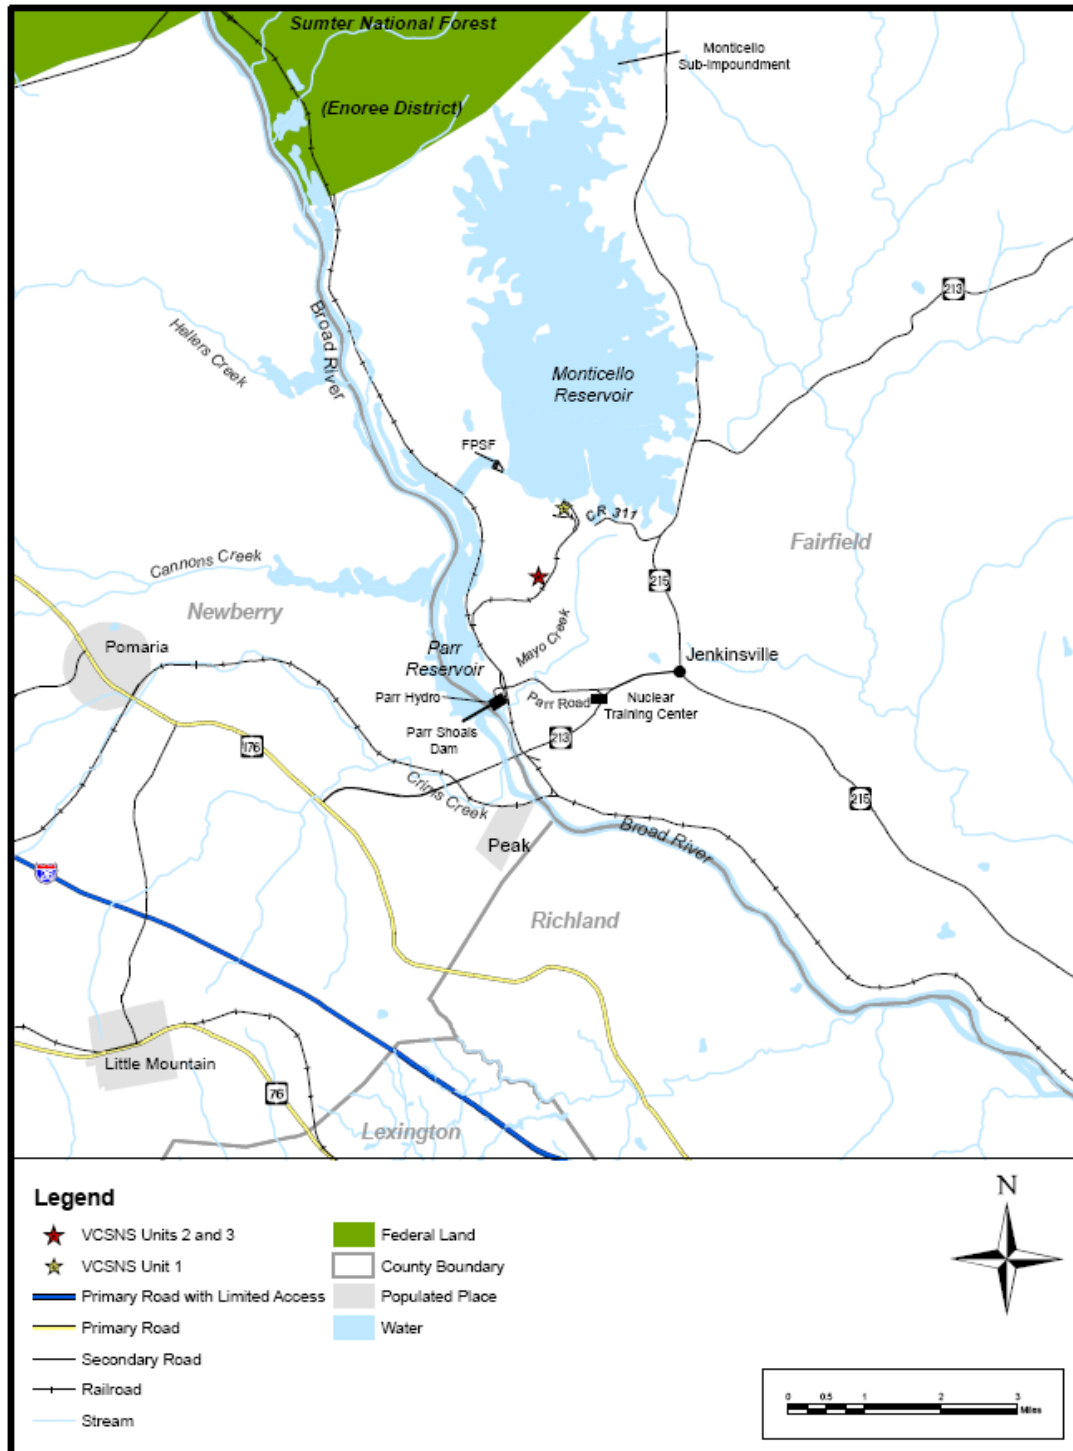 Sumter National Forest
(Enoree District)
Monticello
Sub-Impoundment
213
Hellers Creek
Broad River
Monticello
Reservoir
FPSF
CR 311
Fairfield
Cannons Creek
215
Newberry
Mayo Creek
Pomaria
Parr
Reservoir
Jenkinsville
Parr Hydro
Parr Road
Nuclear
Training Center
Parr Shoals
Dam
213
176
Crims Creek
215
Broad River
Peak
26
Richland
Little Mountain
76
Lexington
Legend
VCSNS Units 2 and 3
VCSNS Unit 1
Primary Road with Limited Access
Primary Road
Secondary Road
Railroad
Stream
Federal Land
County Boundary
Populated Place
Water
N
0 0.5 1 2 3
Miles